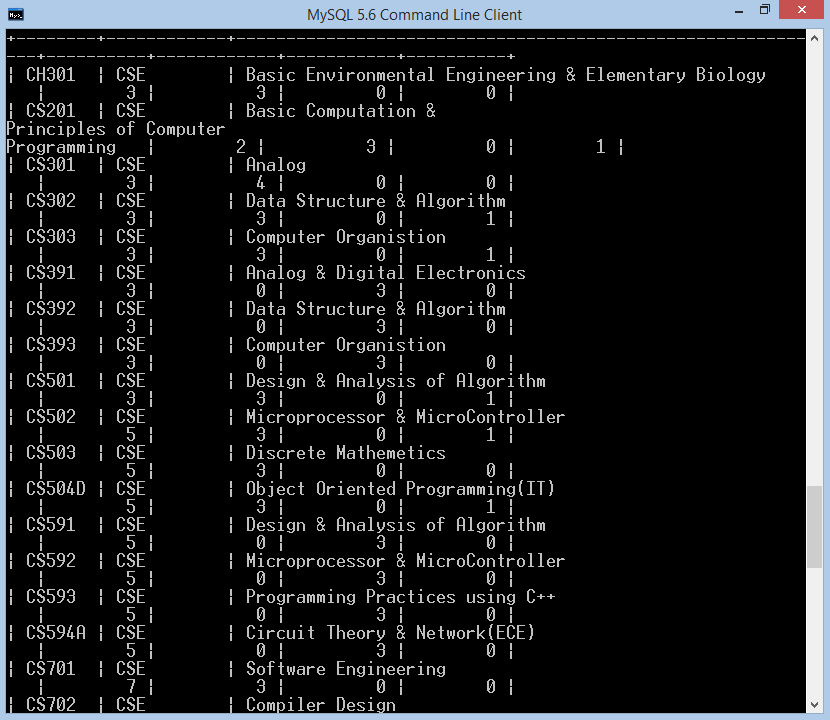 MySQL 5.6 Command Line Client
+--------+-------------+----------------------------------------------------------
---+----------+------------+-----------+----------+
| CH301 | CSE | Basic Environmental Engineering & Elementary Biology
| 3 | 3 | 0 | 0 |
| CS201 | CSE | Basic Computation &
Principles of Computer
Programming | 2 | 3 | 0 | 1 |
| CS301 | CSE | Analog
| 3 | 4 | 0 | 0 |
| CS302 | CSE | Data Structure & Algorithm
| 3 | 3 | 0 | 1 |
| CS303 | CSE | Computer Organistion
| 3 | 3 | 0 | 1 |
| CS391 | CSE | Analog & Digital Electronics
| 3 | 0 | 3 | 0 |
| CS392 | CSE | Data Structure & Algorithm
| 3 | 0 | 3 | 0 |
| CS393 | CSE | Computer Organistion
| 3 | 0 | 3 | 0 |
| CS501 | CSE | Design & Analysis of Algorithm
| 3 | 3 | 0 | 1 |
| CS502 | CSE | Microprocessor & MicroController
| 5 | 3 | 0 | 1 |
| CS503 | CSE | Discrete Mathemetics
| 5 | 3 | 0 | 0 |
| CS504D | CSE | Object Oriented Programming(IT)
| 5 | 3 | 0 | 1 |
| CS591 | CSE | Design & Analysis of Algorithm
| 5 | 0 | 3 | 0 |
| CS592 | CSE | Microprocessor & MicroController
| 5 | 0 | 3 | 0 |
| CS593 | CSE | Programming Practices using C++
| 5 | 0 | 3 | 0 |
| CS594A | CSE | Circuit Theory & Network(ECE)
| 5 | 0 | 3 | 0 |
| CS701 | CSE | Software Engineering
| 7 | 3 | 0 | 0 |
| CS702 | CSE | Compiler Design